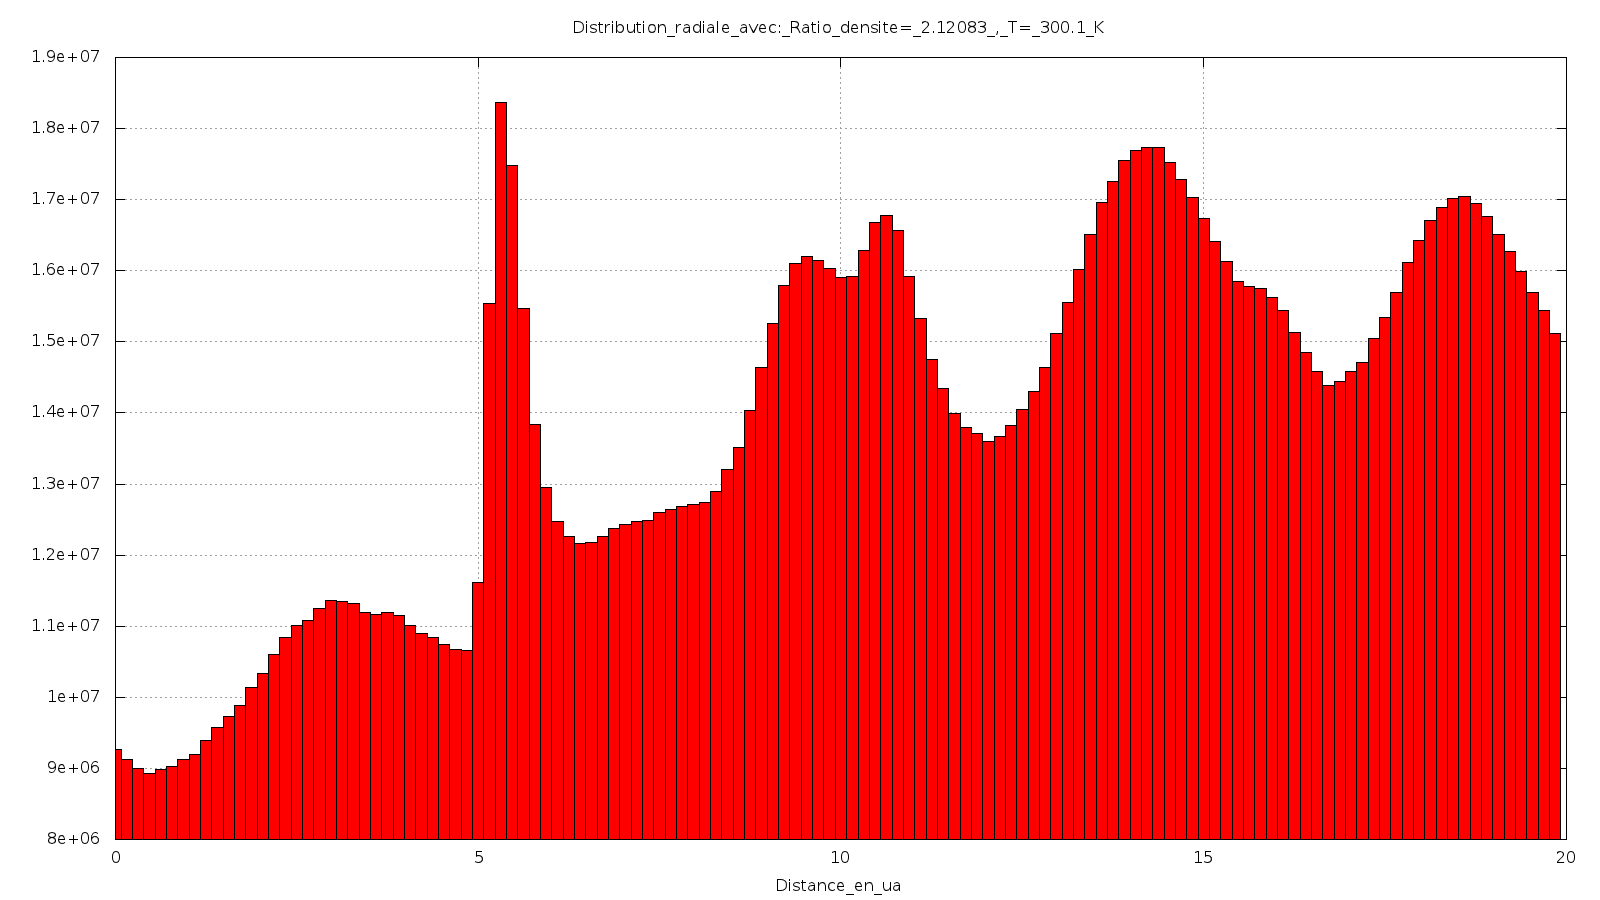 Distribution_radiale_avec:_Ratio_densite=_2.12083_,_T=_300.1_K
1.9e+07
1.8e+07
1.7e+07
1.6e+07
1.5e+07
1.4e+07
1.3e+07
1.2e+07
1.1e+07
1e+07
9e+06
8e+06
0 5 10 15 20
Distance_en_ua